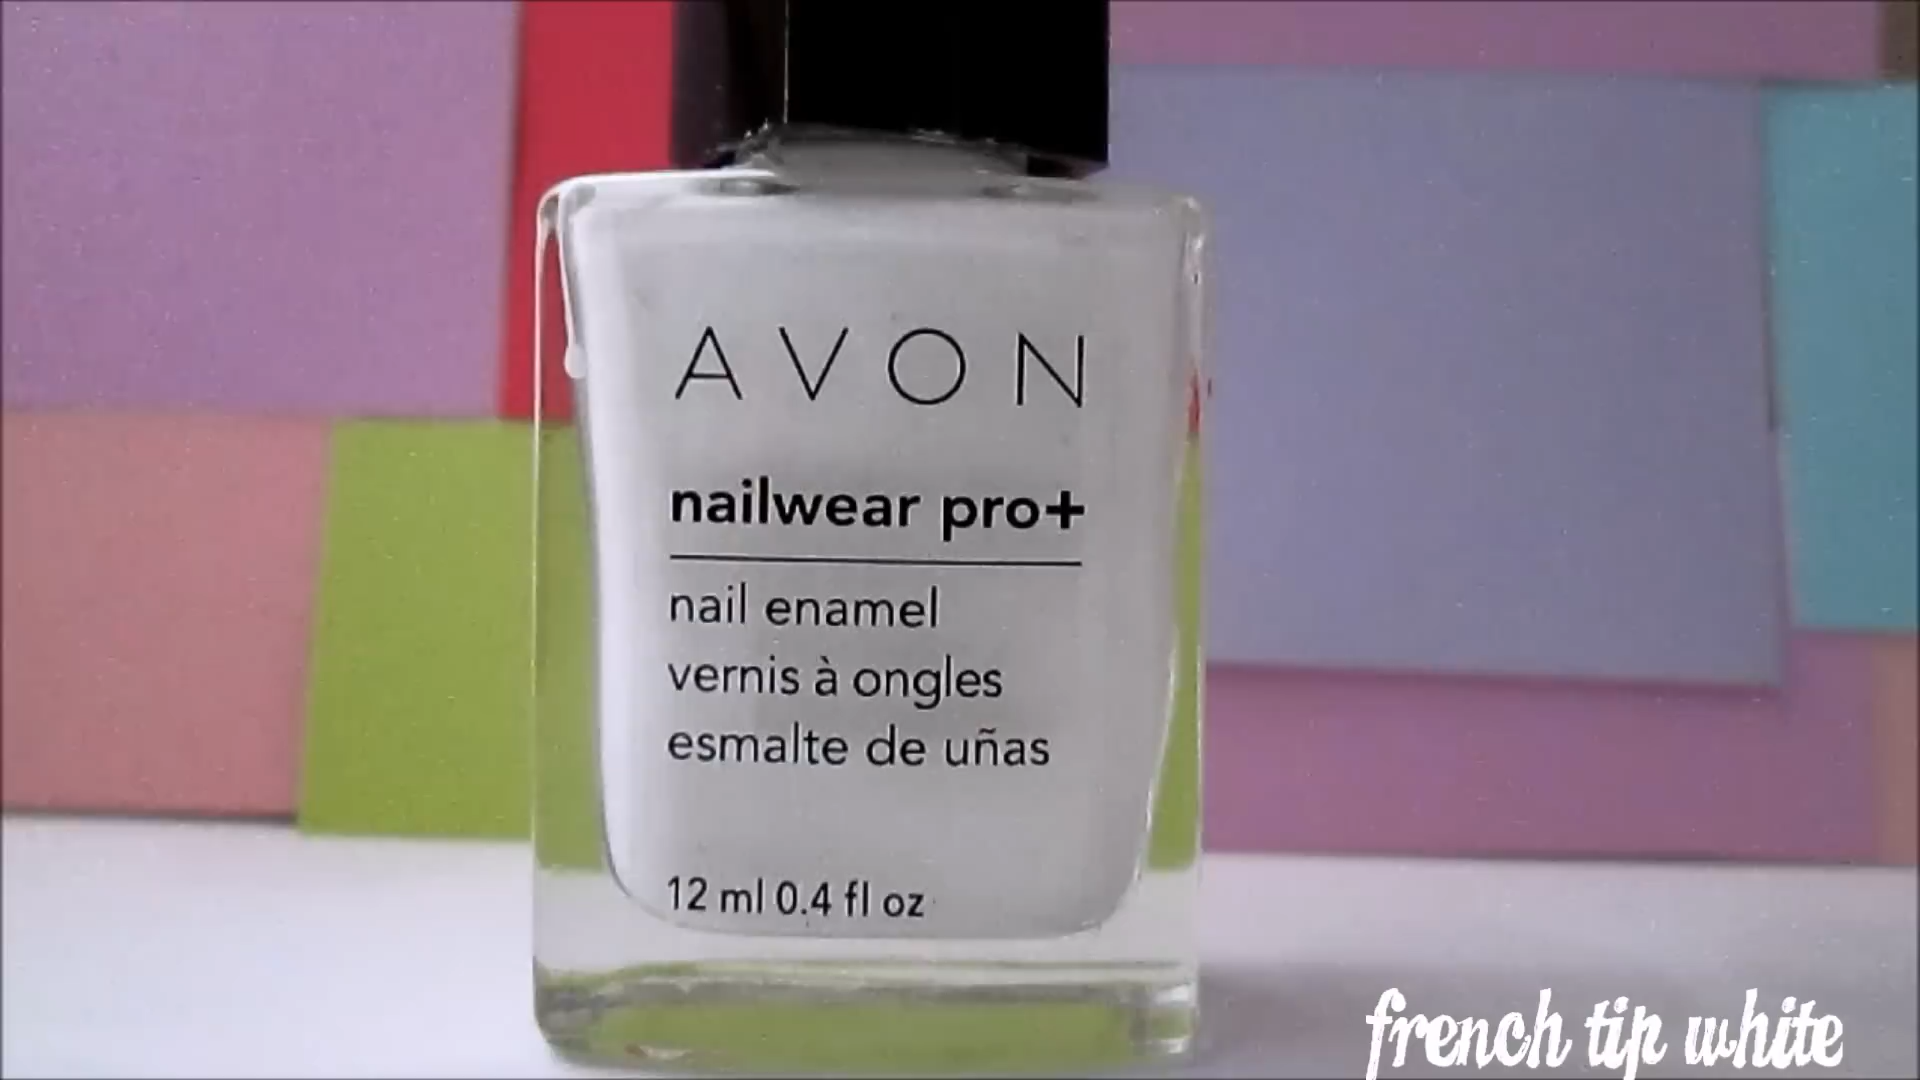 AVON
nailwear pro+
nail enamel
vernis à ongles
esmalte de uñas
12 ml 0.4 fl oz
french tip white